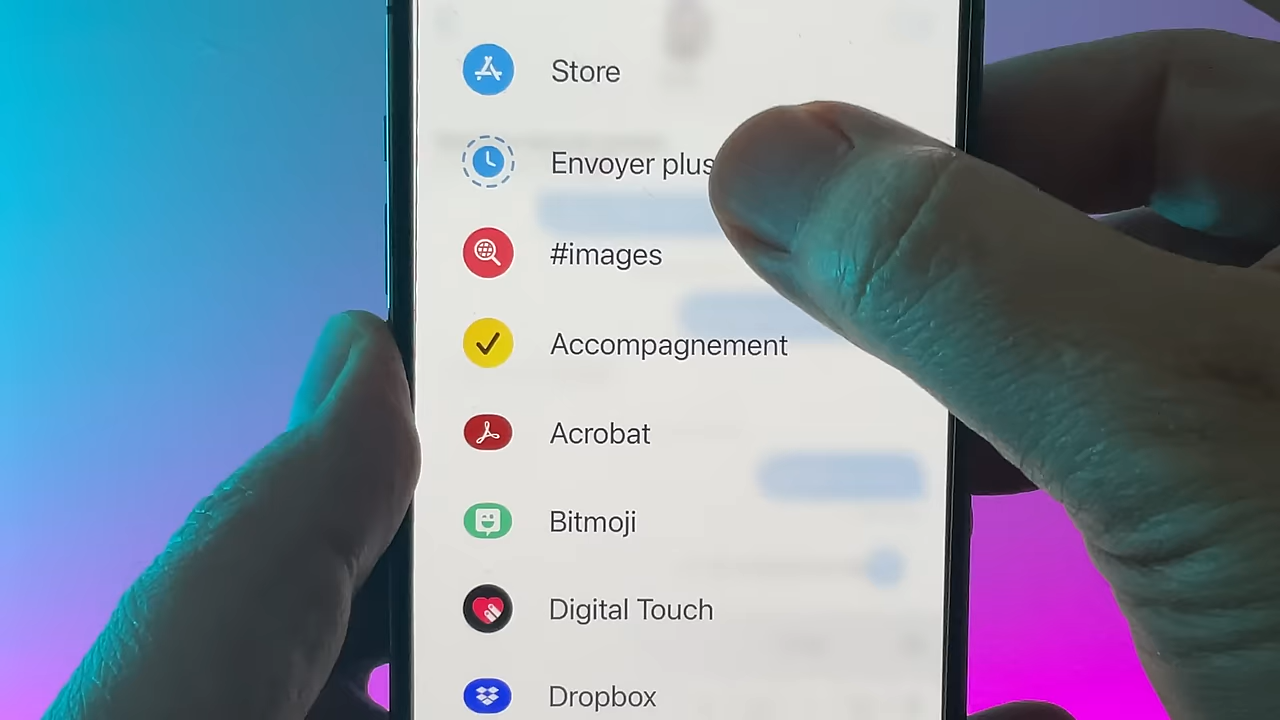 Store
Envoyer plus
#images
Accompagnement
Acrobat
Bitmoji
Digital Touch
Dropbox